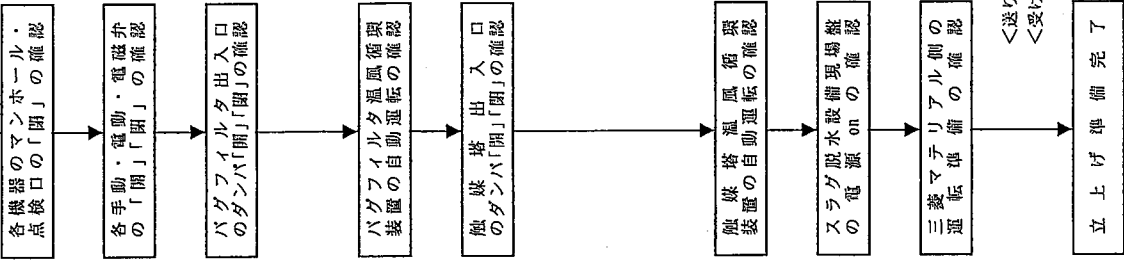 各機器のマンホール・
点検口の「閉」の確認
各手動・電動・電磁弁
の「開」「閉」の確認
バグフィルタ出入口
のダンパ「開」「閉」の確認
バグフィルタ温風循環
装置の自動運転の確認
触媒塔出入口
のダンパ「開」「閉」の確認
触媒塔温風循環
装置の自動運転の確認
スラグ脱水設備現場盤
の電源onの確認
三菱マテリアル側の
運転準備の確認
<送り
<受け
立上げ準備完了